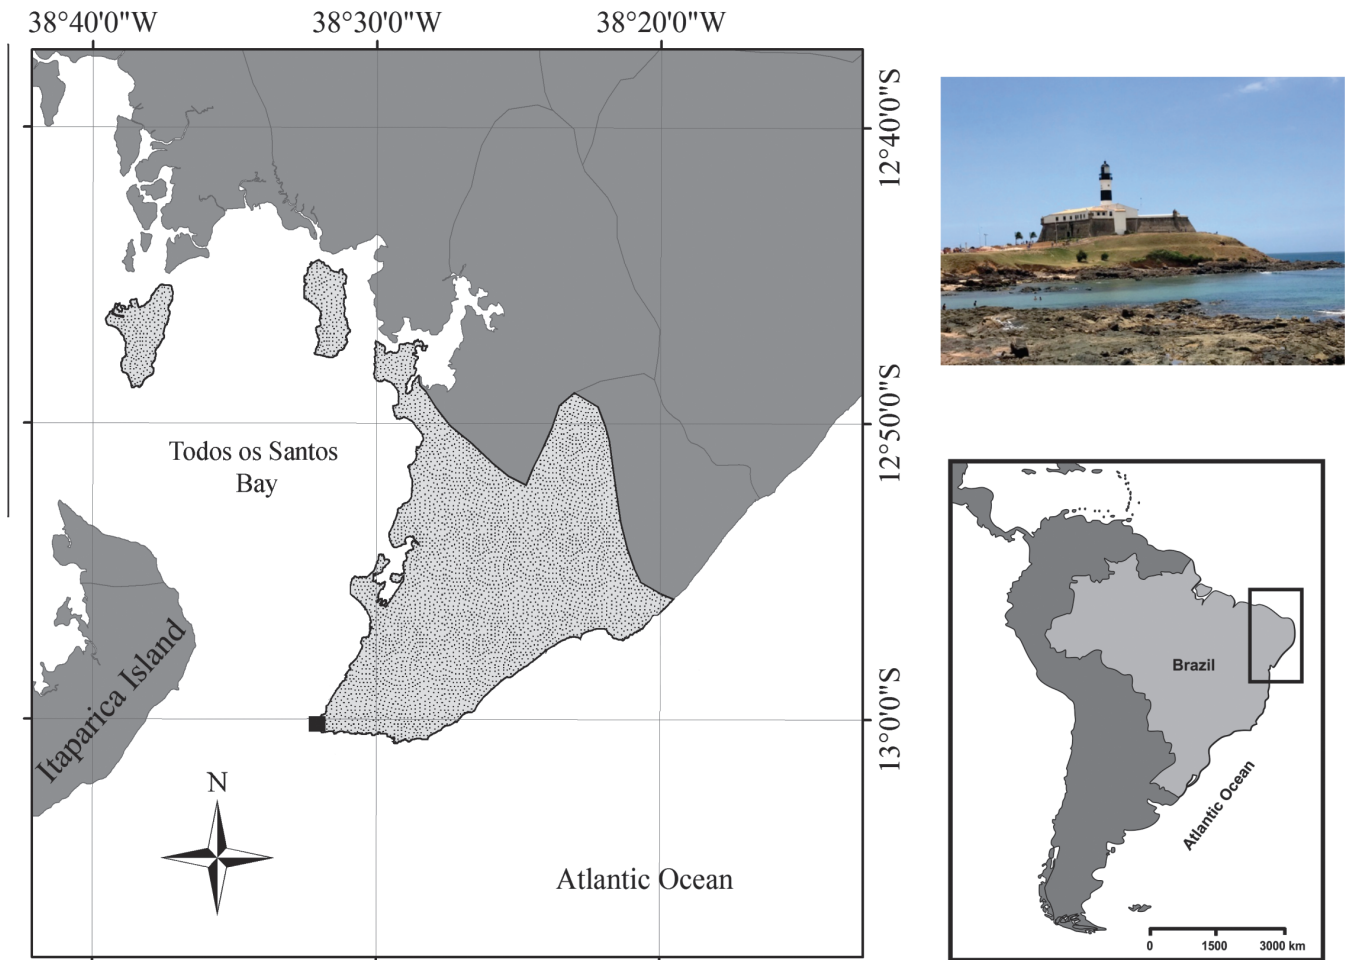 38°40'0"W
38°30'0"W
38°20'0"W
12°40'0"S
12°50'0"S
13°0'0"S
Todos os Santos
Bay
Itaparica Island
N
Atlantic Ocean
Brazil
Atlantic Ocean
0 1500 3000 km